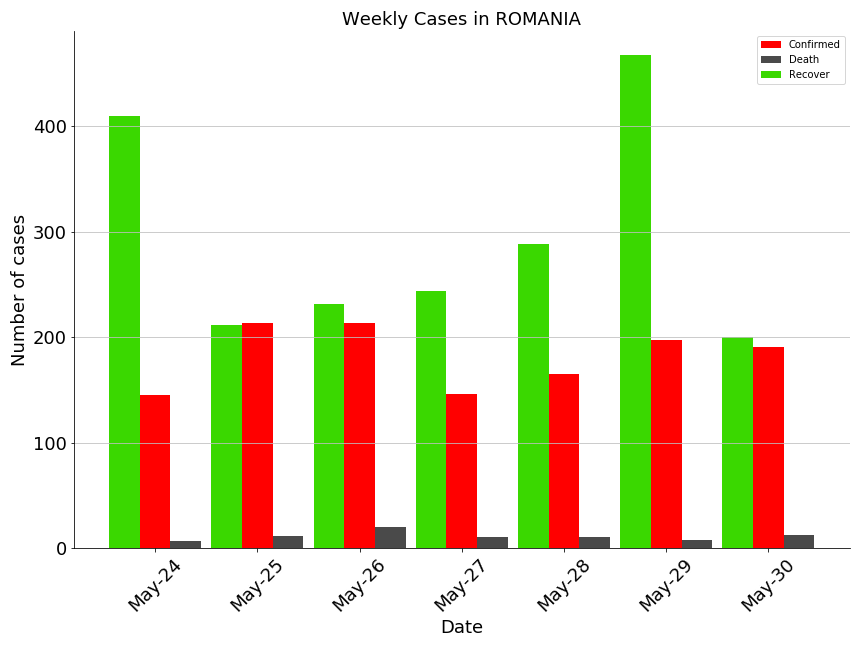 Weekly Cases in ROMANIA
Confirmed
Death
Recover
Number of cases
400
300
200
100
0
May-24
May-25
May-26
May-27
May-28
May-29
May-30
Date